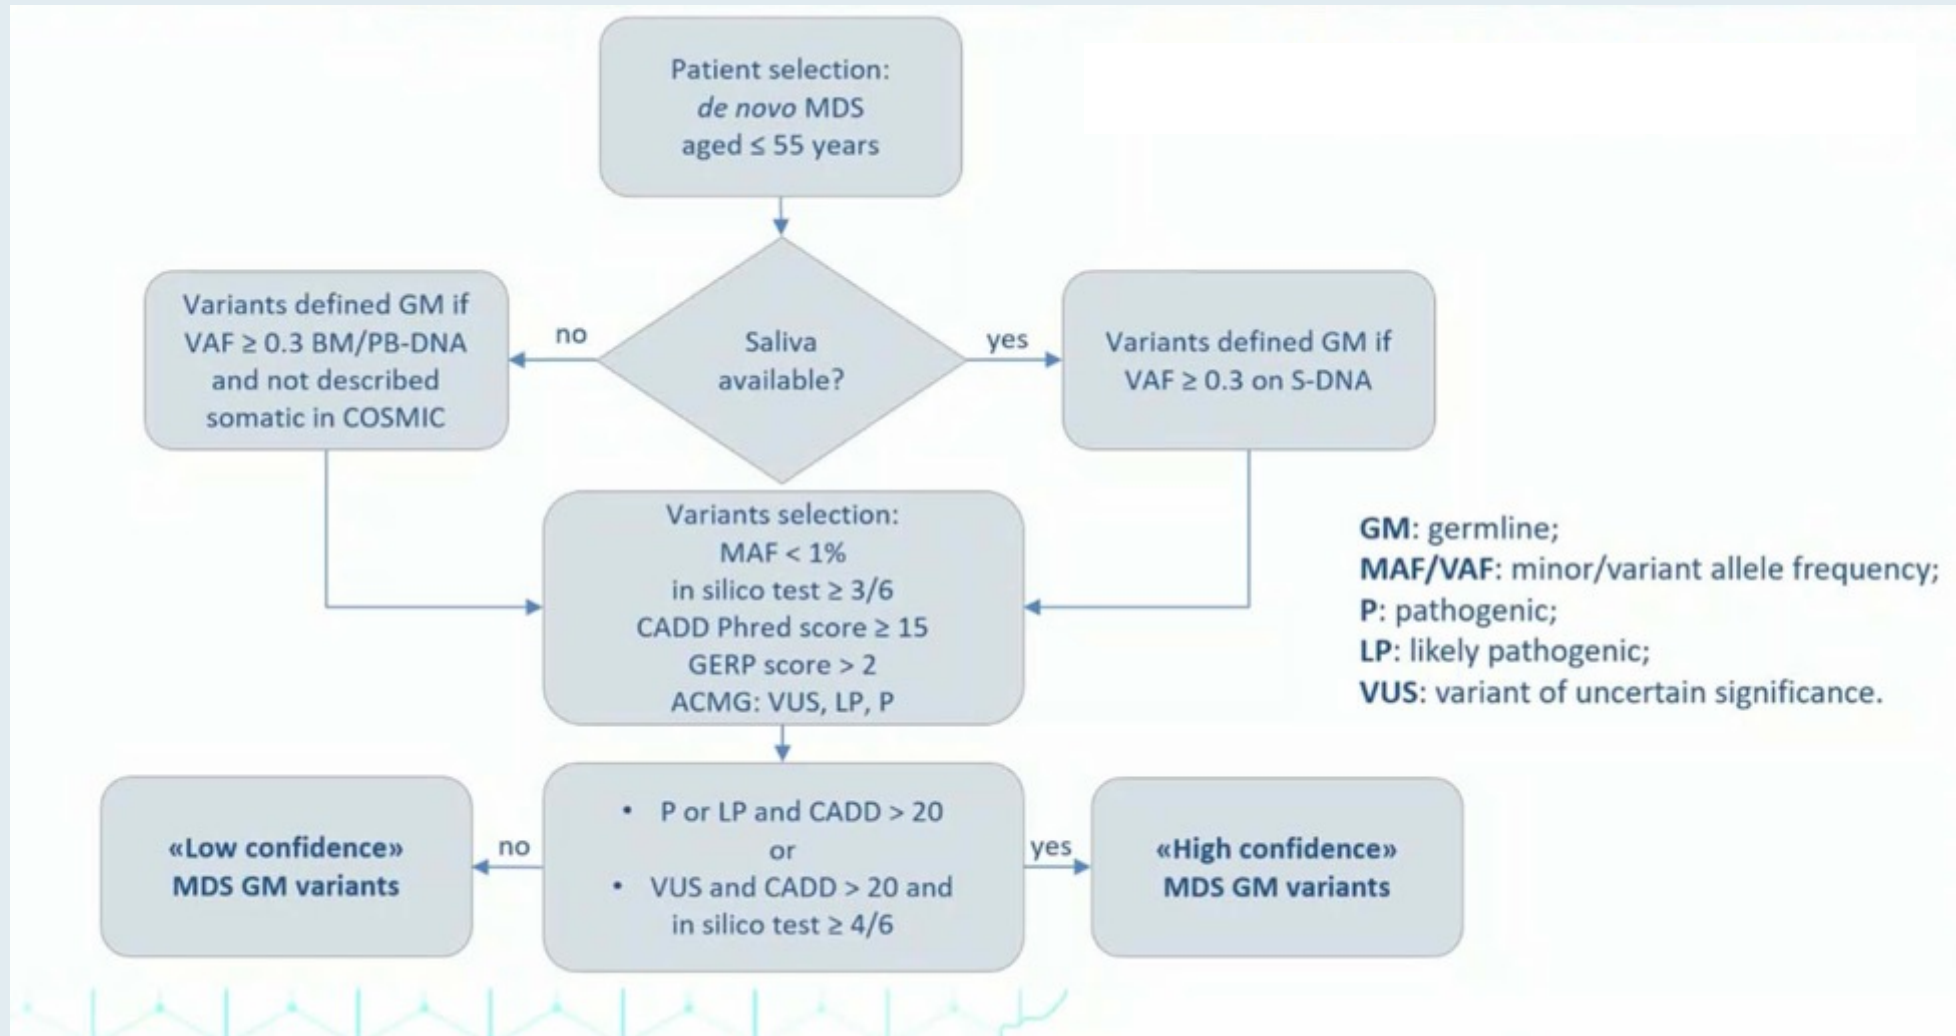 Patient selection:
de novo MDS
aged ≤ 55 years
Variants defined GM if
VAF ≥ 0.3 BM/PB-DNA
and not described
somatic in COSMIC
no
Saliva
available?
yes
Variants defined GM if
VAF ≥ 0.3 on S-DNA
Variants selection:
MAF < 1%
in silico test ≥ 3/6
CADD Phred score ≥ 15
GERP score > 2
ACMG: VUS, LP, P
GM: germline;
MAF/VAF: minor/variant allele frequency;
P: pathogenic;
LP: likely pathogenic;
VUS: variant of uncertain significance.
«Low confidence»
MDS GM variants
no
• P or LP and CADD > 20
or
• VUS and CADD > 20 and
in silico test ≥ 4/6
yes
«High confidence»
MDS GM variants